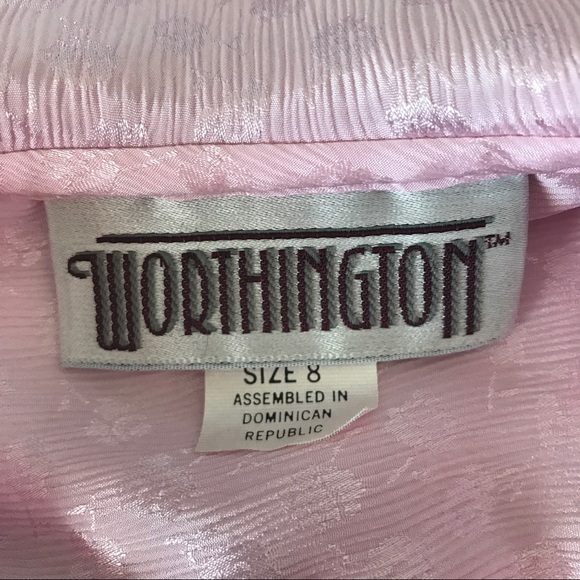 WORTHINGTON™
SIZE 8
ASSEMBLED IN
DOMINICAN
REPUBLIC